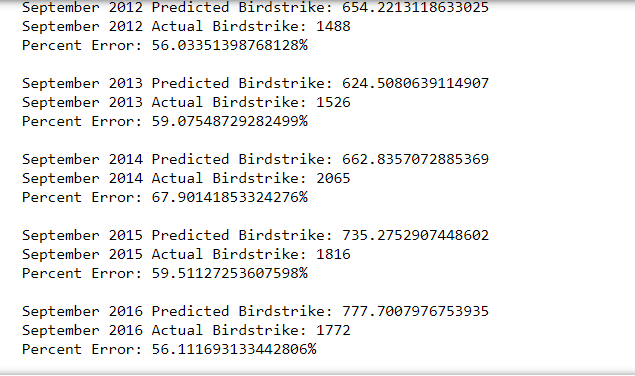 September 2012 Predicted Birdstrike: 654.2213118633025
September 2012 Actual Birdstrike: 1488
Percent Error: 56.03351398768128%
September 2013 Predicted Birdstrike: 624.5080639114907
September 2013 Actual Birdstrike: 1526
Percent Error: 59.07548729282499%
September 2014 Predicted Birdstrike: 662.8357072885369
September 2014 Actual Birdstrike: 2065
Percent Error: 67.90141853324276%
September 2015 Predicted Birdstrike: 735.2752907448602
September 2015 Actual Birdstrike: 1816
Percent Error: 59.51127253607598%
September 2016 Predicted Birdstrike: 777.7007976753935
September 2016 Actual Birdstrike: 1772
Percent Error: 56.111693133442806%